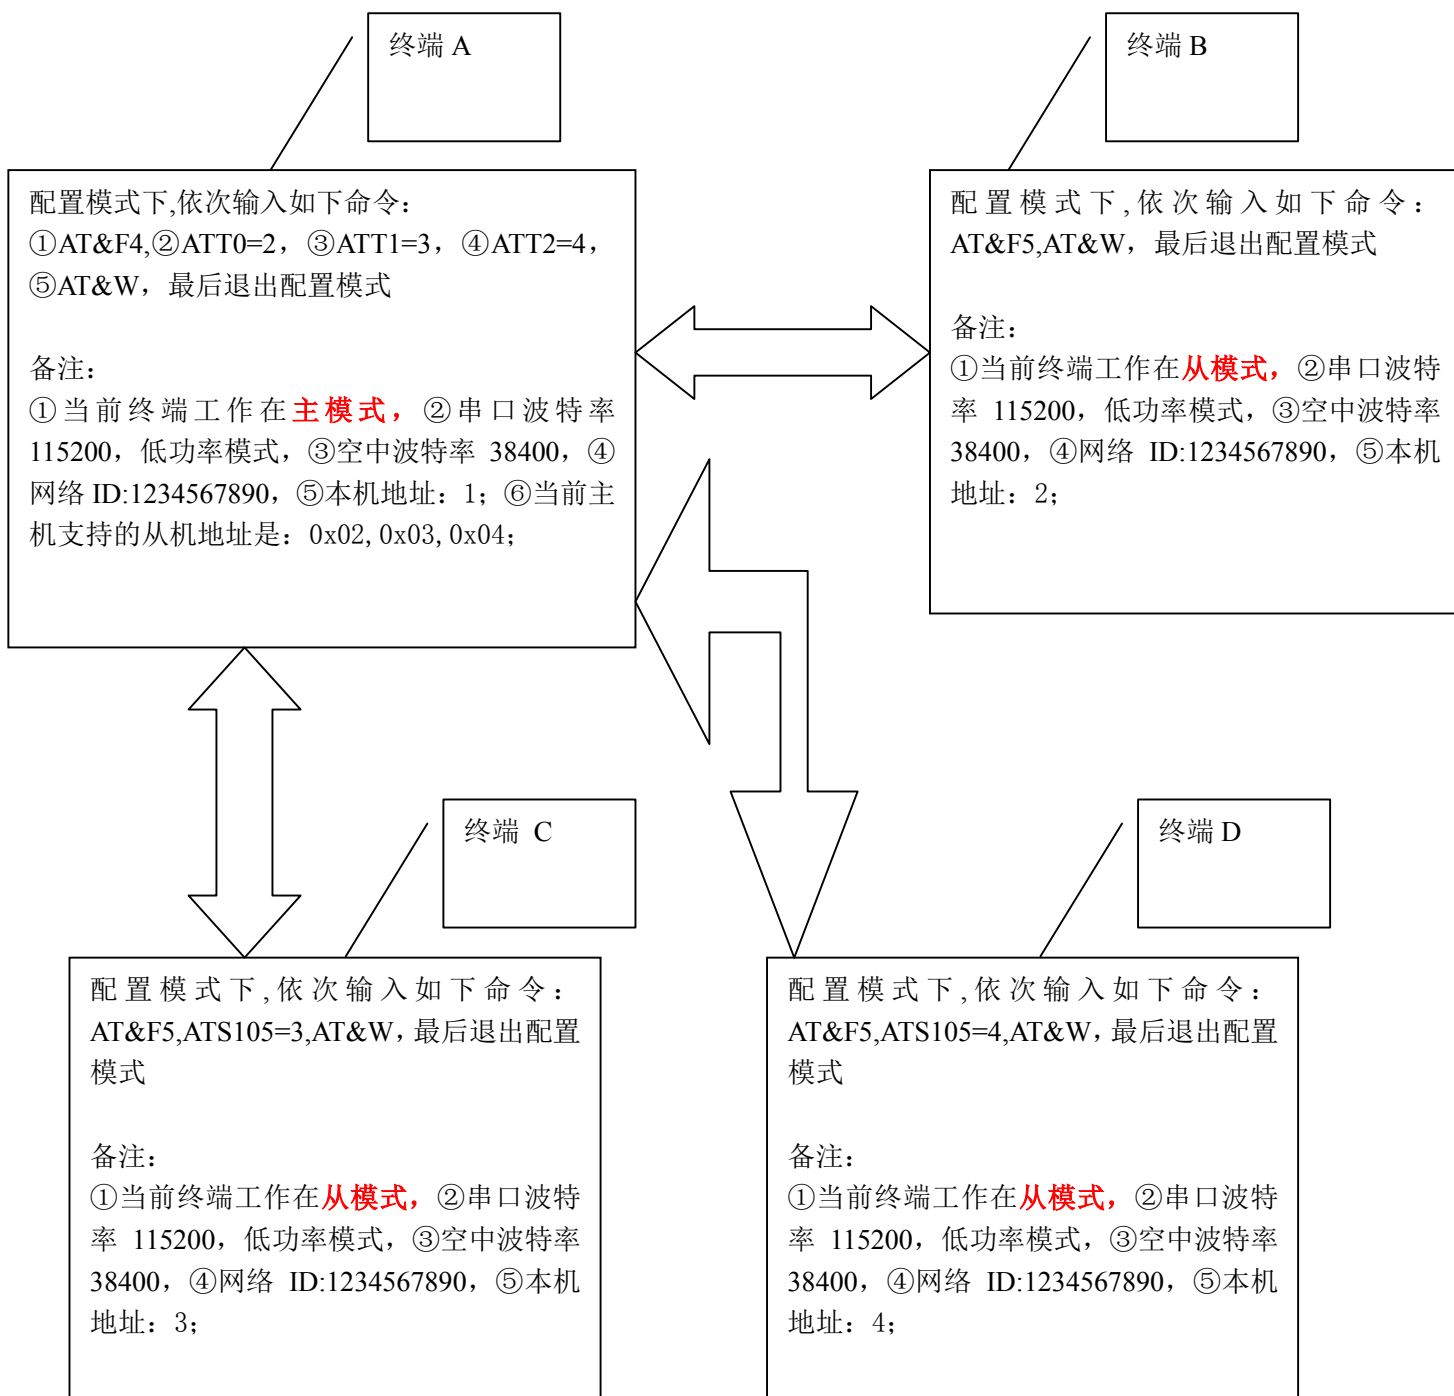 终端 A
配置模式下,依次输入如下命令：
①AT&F4,②ATT0=2，③ATT1=3，④ATT2=4，
⑤AT&W，最后退出配置模式
备注：
①当前终端工作在主模式，②串口波特率
115200，低功率模式，③空中波特率 38400，④
网络 ID:1234567890，⑤本机地址：1；⑥当前主
机支持的从机地址是：0x02,0x03,0x04；
终端 B
配置模式下,依次输入如下命令：
AT&F5,AT&W，最后退出配置模式
备注：
①当前终端工作在从模式，②串口波特
率 115200，低功率模式，③空中波特率
38400，④网络 ID:1234567890，⑤本机
地址：2；
终端 C
配置模式下,依次输入如下命令：
AT&F5,ATS105=3,AT&W，最后退出配置
模式
备注：
①当前终端工作在从模式，②串口波特
率 115200，低功率模式，③空中波特率
38400，④网络 ID:1234567890，⑤本机
地址：3；
终端 D
配置模式下,依次输入如下命令：
AT&F5,ATS105=4,AT&W，最后退出配置
模式
备注：
①当前终端工作在从模式，②串口波特
率 115200，低功率模式，③空中波特率
38400，④网络 ID:1234567890，⑤本机
地址：4；